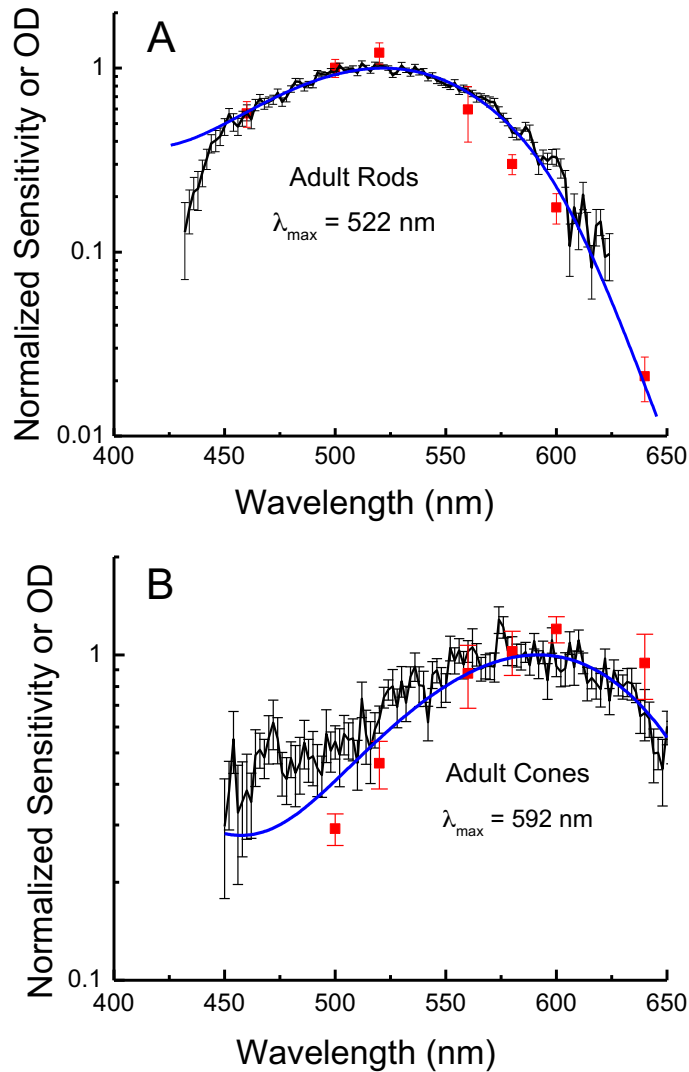 A
Normalized Sensitivity or OD
1
0.1
0.01
Adult Rods
λmax = 522 nm
400 450 500 550 600 650
Wavelength (nm)
B
Normalized Sensitivity or OD
1
0.1
Adult Cones
λmax = 592 nm
400 450 500 550 600 650
Wavelength (nm)